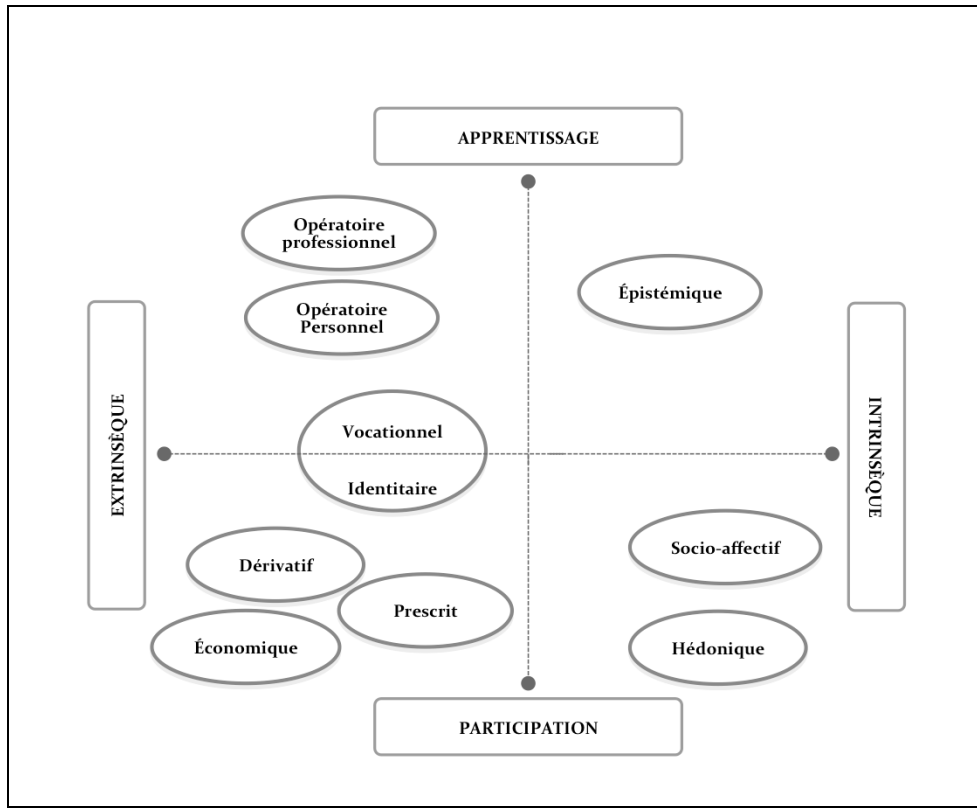 APPRENTISSAGE
Opératoire
professionnel
Épistémique
Opératoire
Personnel
EXTRINSÈQUE
INTRINSÈQUE
Vocationnel
Identitaire
Socio-affectif
Dérivatif
Prescrit
Économique
Hédonique
PARTICIPATION